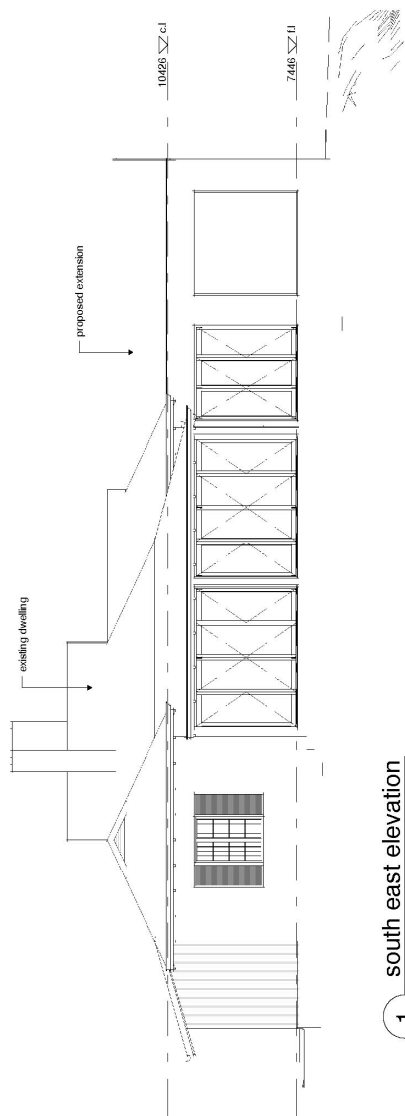 existing dwelling
proposed extension
10426 c.l
7446 f.l
1 south east elevation